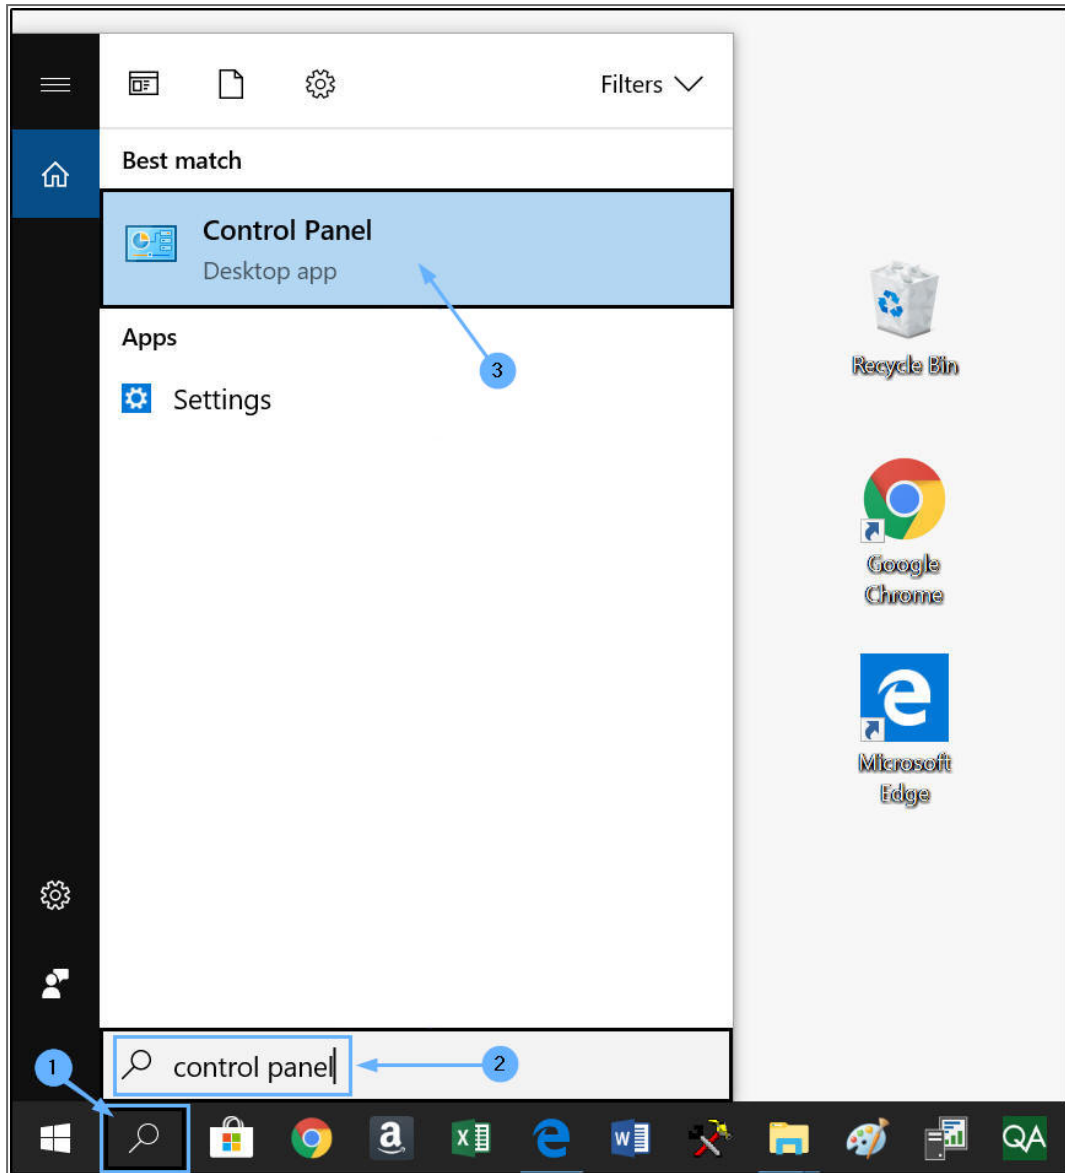 Filters
Best match
Control Panel
Desktop app
Apps
3
Settings
Recycle Bin
Google
Chrome
Microsoft
Edge
1
control panel
2
a
X
W
QA